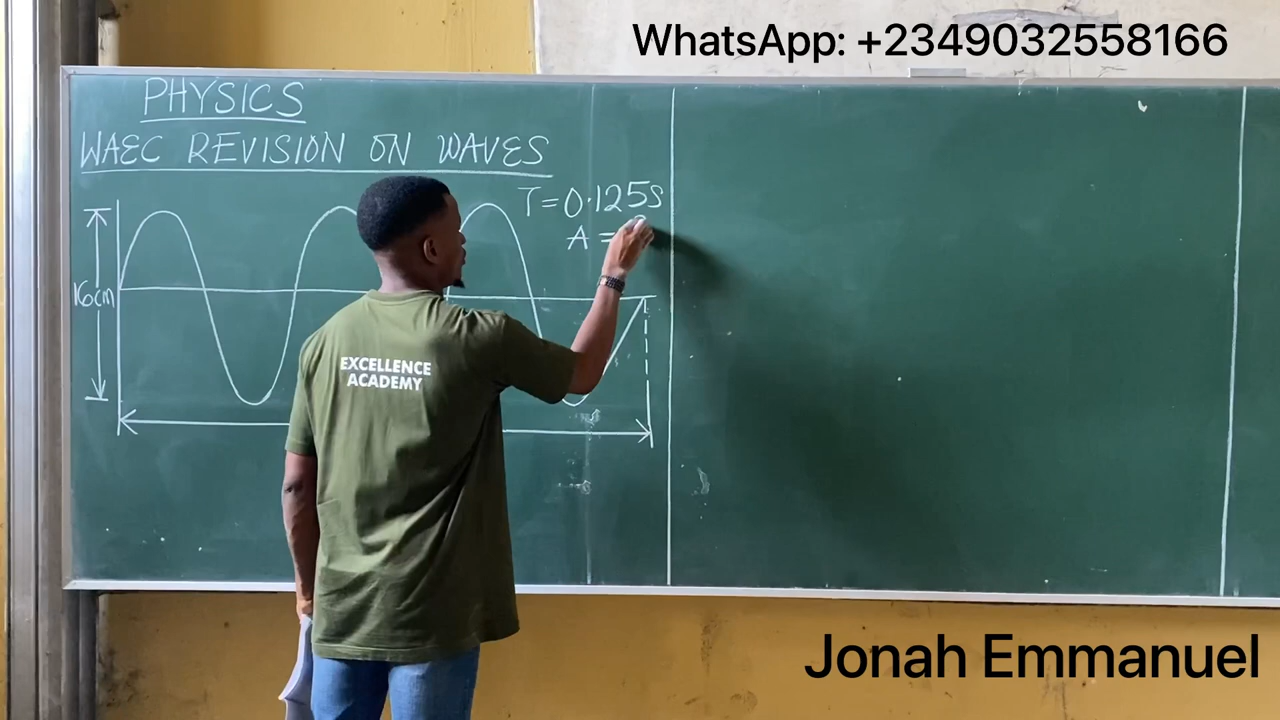 WhatsApp: +2349032558166
PHYSICS
WAEC REVISION ON WAVES
T=0.125s
A =
16cm
EXCELLENCE
ACADEMY
Jonah Emmanuel